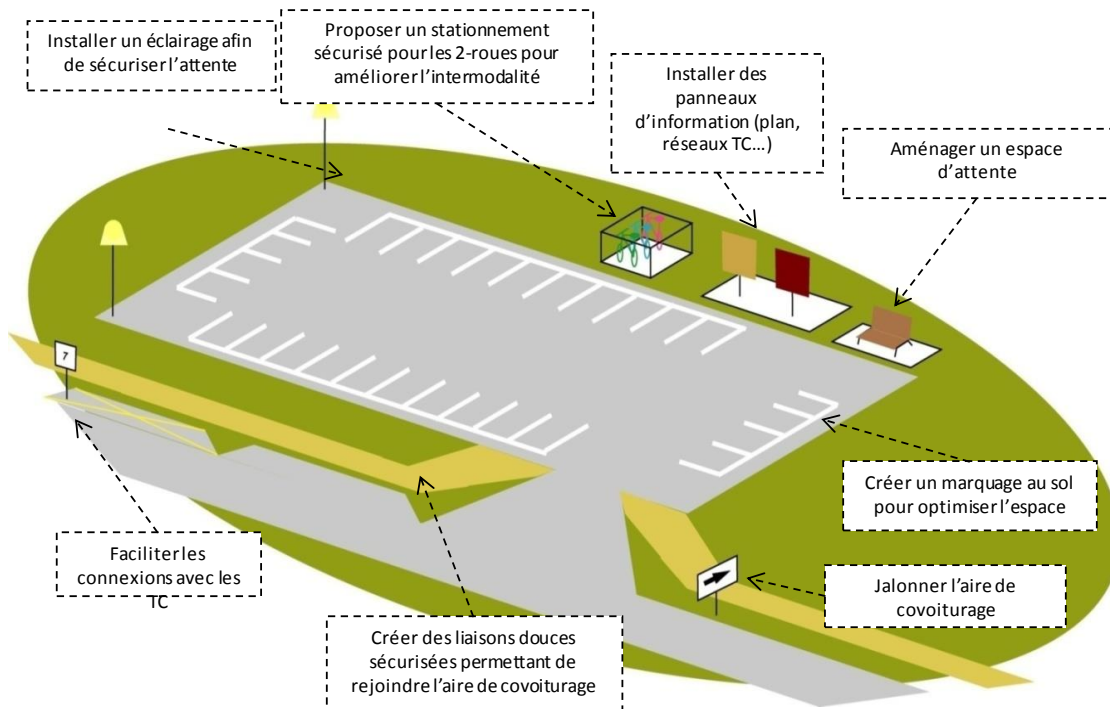 Installer un éclairage afin
de sécuriser l'attente
Proposer un stationnement
sécurisé pour les 2-roues pour
améliorer l'intermodalité
Installer des
panneaux
d'information (plan,
réseaux TC...)
Aménager un espace
d'attente
7
Créer un marquage au sol
pour optimiser l'espace
Faciliter les
connexions avec les
TC
Jalonner l'aire de
covoiturage
Créer des liaisons douces
sécurisées permettant de
rejoindre l'aire de covoiturage